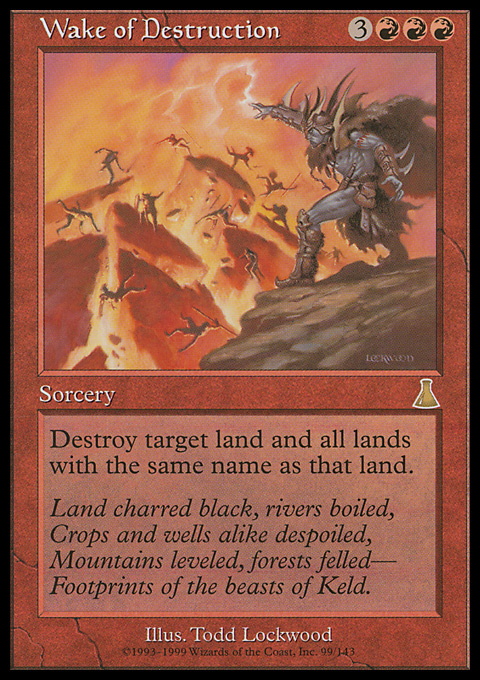 Wake of Destruction 3
LOCKWOOD
Sorcery
Destroy target land and all lands
with the same name as that land.
Land charred black, rivers boiled,
Crops and wells alike despoiled,
Mountains leveled, forests felled—
Footprints of the beasts of Keld.
Illus. Todd Lockwood
©1993–1999 Wizards of the Coast, Inc. 99/143